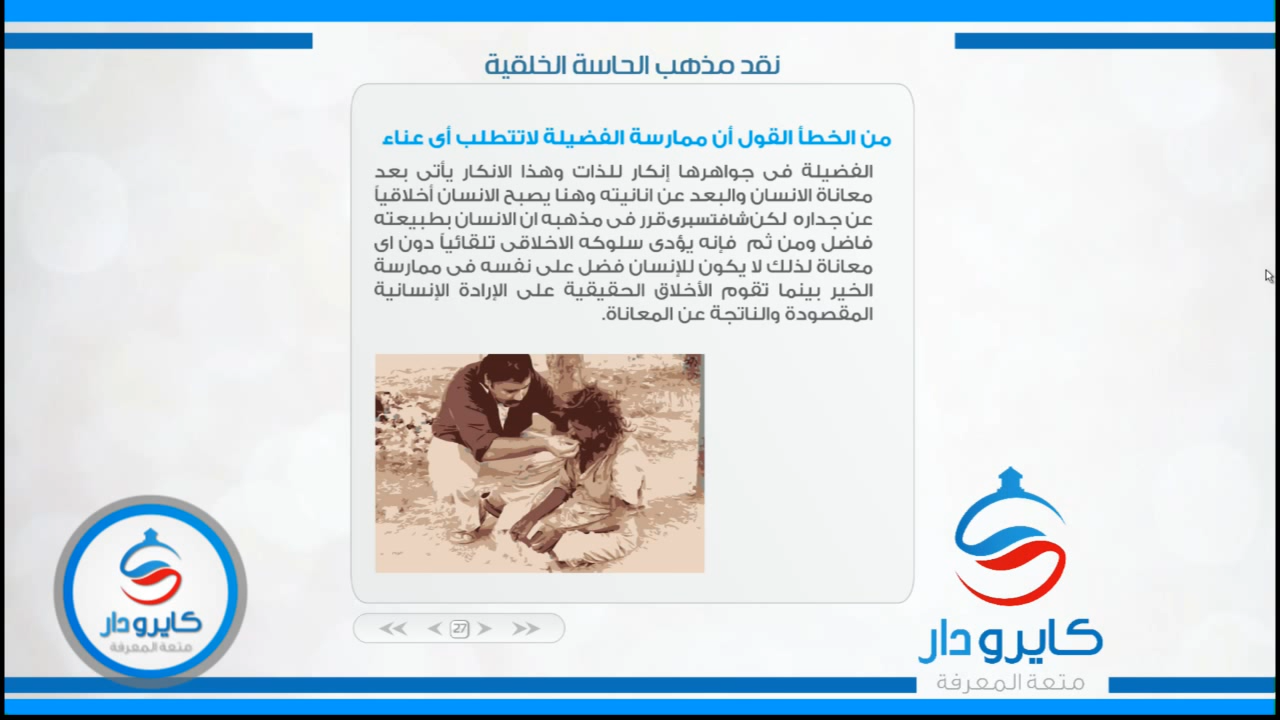 نقد مذهب الحاسة الخلقية
من الخطأ القول أن ممارسة الفضيلة لاتتطلب أى عناء
الفضيلة فى جواهرها إنكار للذات وهذا الانكار يأتى بعد
معاناة الانسان والبعد عن انانيته وهنا يصبح الانسان أخلاقياً
عن جداره لكن شافتسبرى قرر فى مذهبه ان الانسان بطبيعته
فاضل ومن ثم فإنه يؤدى سلوكه الاخلاقى تلقائياً دون اى
معاناة لذلك لا يكون للإنسان فضل على نفسه فى ممارسة
الخير بينما تقوم الأخلاق الحقيقية على الإرادة الإنسانية
المقصودة والناتجة عن المعاناة.
27
كايرو دار
متعة المعرفة
كايرو دار
متعة المعرفة